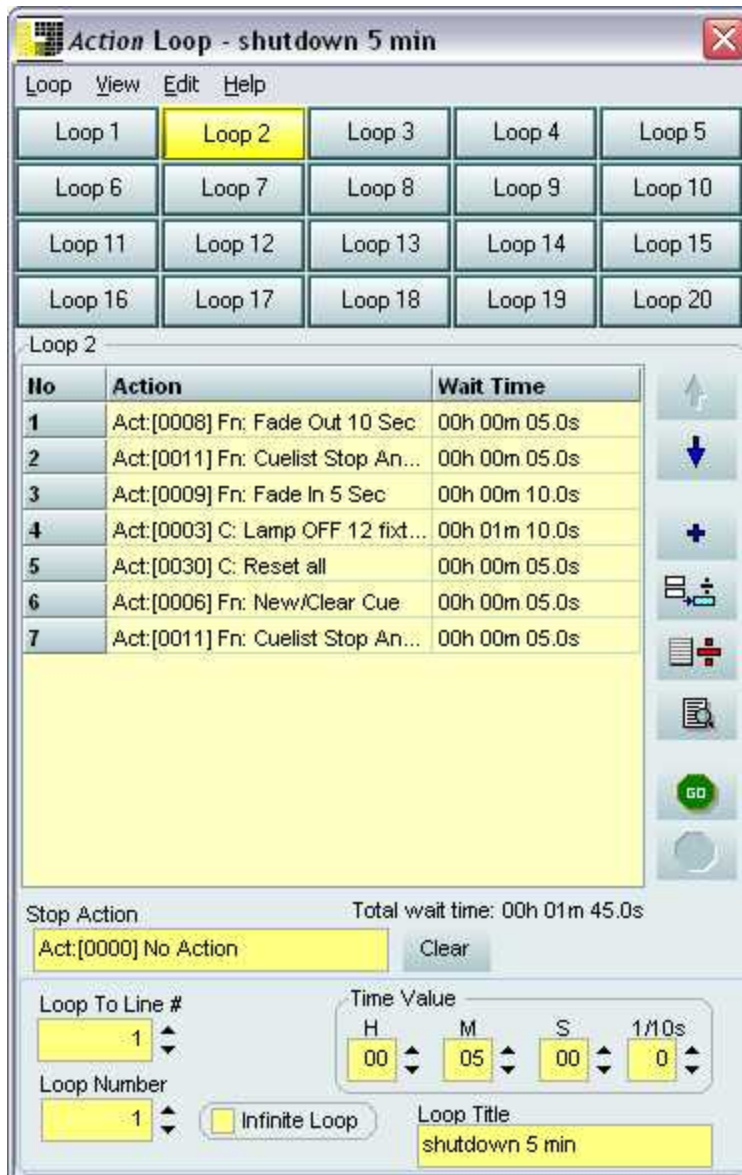 Action Loop - shutdown 5 min
Loop View Edit Help
Loop 1 Loop 2 Loop 3 Loop 4 Loop 5
Loop 6 Loop 7 Loop 8 Loop 9 Loop 10
Loop 11 Loop 12 Loop 13 Loop 14 Loop 15
Loop 16 Loop 17 Loop 18 Loop 19 Loop 20
Loop 2
No Action Wait Time
1 Act:[0008] Fn: Fade Out 10 Sec 00h 00m 05.0s
2 Act:[0011] Fn: Cuelist Stop An... 00h 00m 05.0s
3 Act:[0009] Fn: Fade In 5 Sec 00h 00m 10.0s
4 Act:[0003] C: Lamp OFF 12 fixt... 00h 01m 10.0s
5 Act:[0030] C: Reset all 00h 00m 05.0s
6 Act:[0006] Fn: New/Clear Cue 00h 00m 05.0s
7 Act:[0011] Fn: Cuelist Stop An... 00h 00m 05.0s
GO
Stop Action Total wait time: 00h 01m 45.0s
Act:[0000] No Action Clear
Loop To Line # Time Value
H M S 1/10s
1 00 05 00 0
Loop Number
1 Infinite Loop Loop Title
shutdown 5 min